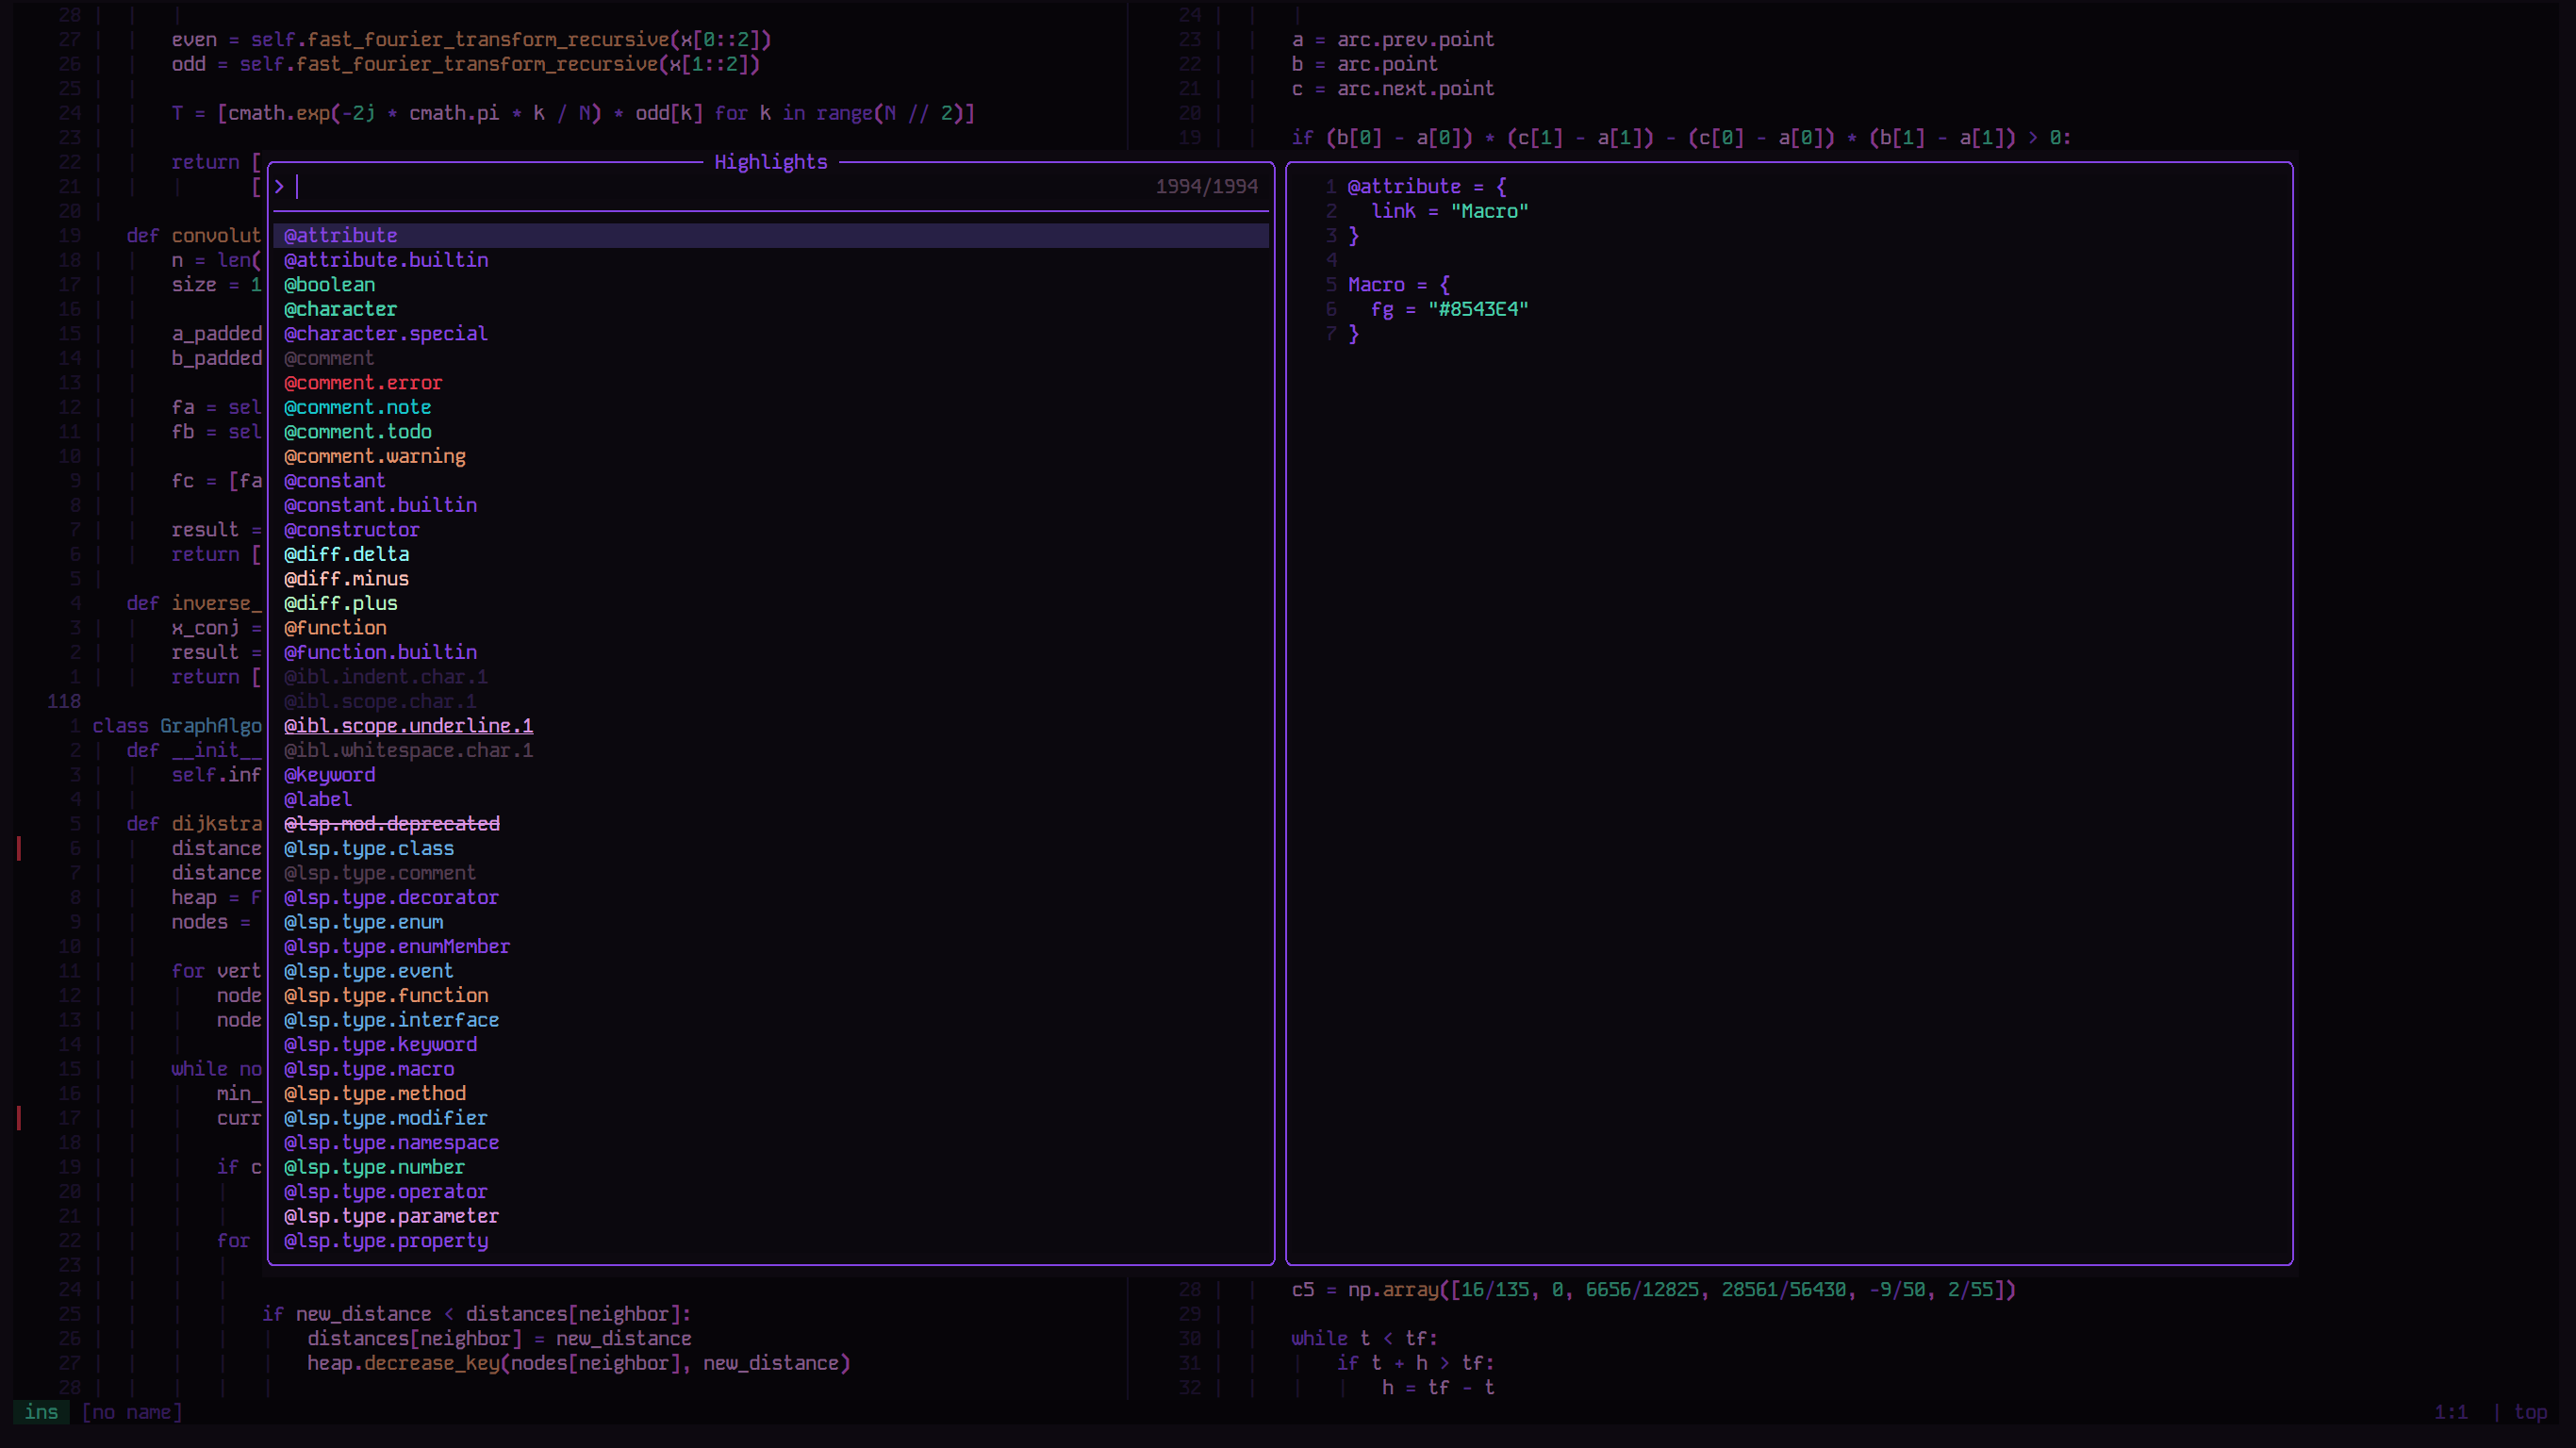 28
27 even = self.fast_fourier_transform_recursive(x[0::2])
26 odd = self.fast_fourier_transform_recursive(x[1::2])
25
24 T = [cmath.exp(-2j * cmath.pi * k / N) * odd[k] for k in range(N // 2)]
23
22 return [
21 [
20
19 def convolut
18 n = len(
17 size = 1
16
15 a_padded
14 b_padded
13
12 fa = sel
11 fb = sel
10
9 fc = [fa
8
7 result =
6 return [
5
4 def inverse_
3 x_conj =
2 result =
1 return [
118
1 class GraphAlgo
2 def __init__
3 self.inf
4
5 def dijkstra
6 distance
7 distance
8 heap = F
9 nodes =
10
11 for vert
12 node
13 node
14
15 while no
16 min_
17 curr
18
19 if c
20
21
22 for
23
24
25 if new_distance < distances[neighbor]:
26 distances[neighbor] = new_distance
27 heap.decrease_key(nodes[neighbor], new_distance)
28
Highlights
> 1994/1994
@attribute
@attribute.builtin
@boolean
@character
@character.special
@comment
@comment.error
@comment.note
@comment.todo
@comment.warning
@constant
@constant.builtin
@constructor
@diff.delta
@diff.minus
@diff.plus
@function
@function.builtin
@ibl.indent.char.1
@ibl.scope.char.1
@ibl.scope.underline.1
@ibl.whitespace.char.1
@keyword
@label
@lsp.mod.deprecated
@lsp.type.class
@lsp.type.comment
@lsp.type.decorator
@lsp.type.enum
@lsp.type.enumMember
@lsp.type.event
@lsp.type.function
@lsp.type.interface
@lsp.type.keyword
@lsp.type.macro
@lsp.type.method
@lsp.type.modifier
@lsp.type.namespace
@lsp.type.number
@lsp.type.operator
@lsp.type.parameter
@lsp.type.property
24
23 a = arc.prev.point
22 b = arc.point
21 c = arc.next.point
20
19 if (b[0] - a[0]) * (c[1] - a[1]) - (c[0] - a[0]) * (b[1] - a[1]) > 0:
1 @attribute = {
2 link = "Macro"
3 }
4
5 Macro = {
6 fg = "#8543E4"
7 }
28 c5 = np.array([16/135, 0, 6656/12825, 28561/56430, -9/50, 2/55])
29
30 while t < tf:
31 if t + h > tf:
32 h = tf - t
ins [no name] 1:1 | top